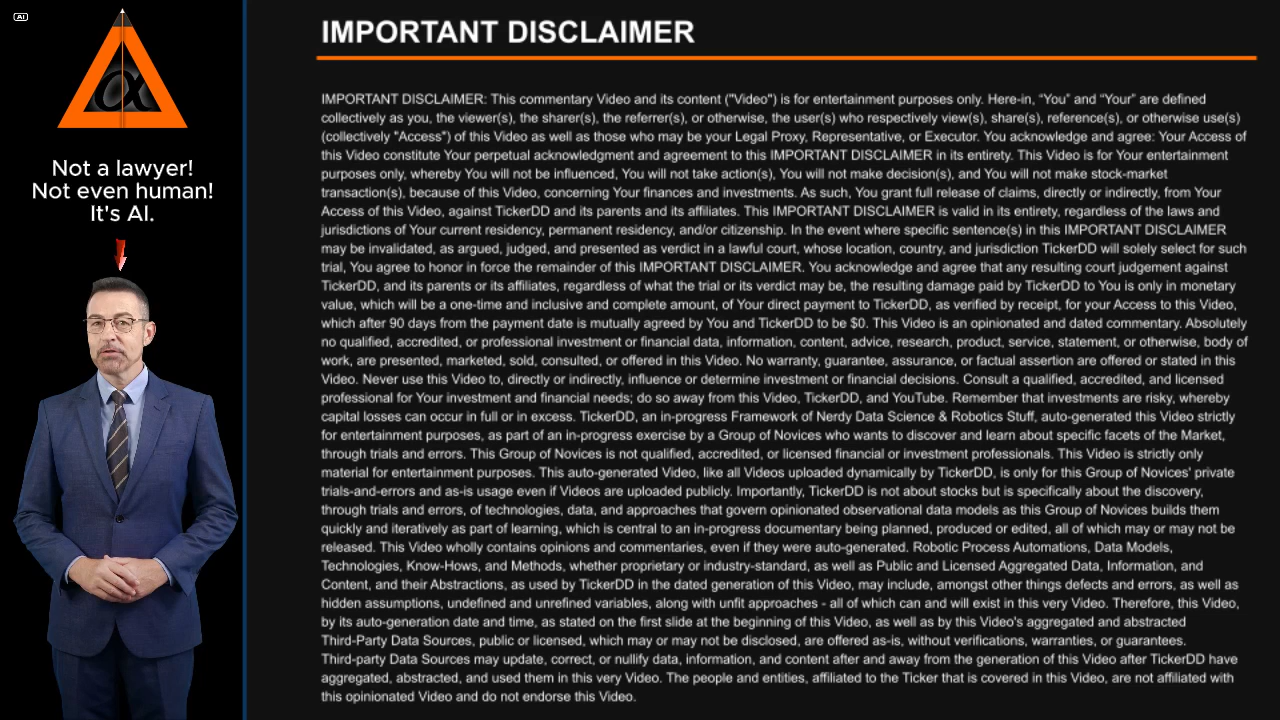 AI
α
Not a lawyer!
Not even human!
It's AI.
IMPORTANT DISCLAIMER
IMPORTANT DISCLAIMER: This commentary Video and its content ("Video") is for entertainment purposes only. Here-in, “You” and “Your” are defined
collectively as you, the viewer(s), the sharer(s), the referrer(s), or otherwise, the user(s) who respectively view(s), share(s), reference(s), or otherwise use(s)
(collectively "Access") of this Video as well as those who may be your Legal Proxy, Representative, or Executor. You acknowledge and agree: Your Access of
this Video constitute Your perpetual acknowledgment and agreement to this IMPORTANT DISCLAIMER in its entirety. This Video is for Your entertainment
purposes only, whereby You will not be influenced, You will not take action(s), You will not make decision(s), and You will not make stock-market
transaction(s), because of this Video, concerning Your finances and investments. As such, You grant full release of claims, directly or indirectly, from Your
Access of this Video, against TickerDD and its parents and its affiliates. This IMPORTANT DISCLAIMER is valid in its entirety, regardless of the laws and
jurisdictions of Your current residency, permanent residency, and/or citizenship. In the event where specific sentence(s) in this IMPORTANT DISCLAIMER
may be invalidated, as argued, judged, and presented as verdict in a lawful court, whose location, country, and jurisdiction TickerDD will solely select for such
trial, You agree to honor in force the remainder of this IMPORTANT DISCLAIMER. You acknowledge and agree that any resulting court judgement against
TickerDD, and its parents or its affiliates, regardless of what the trial or its verdict may be, the resulting damage paid by TickerDD to You is only in monetary
value, which will be a one-time and inclusive and complete amount, of Your direct payment to TickerDD, as verified by receipt, for your Access to this Video,
which after 90 days from the payment date is mutually agreed by You and TickerDD to be $0. This Video is an opinionated and dated commentary. Absolutely
no qualified, accredited, or professional investment or financial data, information, content, advice, research, product, service, statement, or otherwise, body of
work, are presented, marketed, sold, consulted, or offered in this Video. No warranty, guarantee, assurance, or factual assertion are offered or stated in this
Video. Never use this Video to, directly or indirectly, influence or determine investment or financial decisions. Consult a qualified, accredited, and licensed
professional for Your investment and financial needs; do so away from this Video, TickerDD, and YouTube. Remember that investments are risky, whereby
capital losses can occur in full or in excess. TickerDD, an in-progress Framework of Nerdy Data Science & Robotics Stuff, auto-generated this Video strictly
for entertainment purposes, as part of an in-progress exercise by a Group of Novices who wants to discover and learn about specific facets of the Market,
through trials and errors. This Group of Novices is not qualified, accredited, or licensed financial or investment professionals. This Video is strictly only
material for entertainment purposes. This auto-generated Video, like all Videos uploaded dynamically by TickerDD, is only for this Group of Novices' private
trials-and-errors and as-is usage even if Videos are uploaded publicly. Importantly, TickerDD is not about stocks but is specifically about the discovery,
through trials and errors, of technologies, data, and approaches that govern opinionated observational data models as this Group of Novices builds them
quickly and iteratively as part of learning, which is central to an in-progress documentary being planned, produced or edited, all of which may or may not be
released. This Video wholly contains opinions and commentaries, even if they were auto-generated. Robotic Process Automations, Data Models,
Technologies, Know-Hows, and Methods, whether proprietary or industry-standard, as well as Public and Licensed Aggregated Data, Information, and
Content, and their Abstractions, as used by TickerDD in the dated generation of this Video, may include, amongst other things defects and errors, as well as
hidden assumptions, undefined and unrefined variables, along with unfit approaches - all of which can and will exist in this very Video. Therefore, this Video,
by its auto-generation date and time, as stated on the first slide at the beginning of this Video, as well as by this Video's aggregated and abstracted
Third-Party Data Sources, public or licensed, which may or may not be disclosed, are offered as-is, without verifications, warranties, or guarantees.
Third-party Data Sources may update, correct, or nullify data, information, and content after and away from the generation of this Video after TickerDD have
aggregated, abstracted, and used them in this very Video. The people and entities, affiliated to the Ticker that is covered in this Video, are not affiliated with
this opinionated Video and do not endorse this Video.